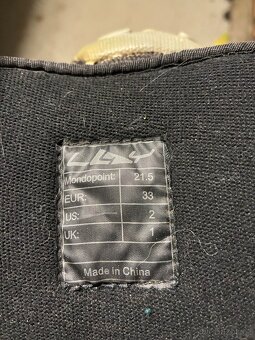 Mondopoint: 21.5
EUR: 33
US: 2
UK: 1
Made in China